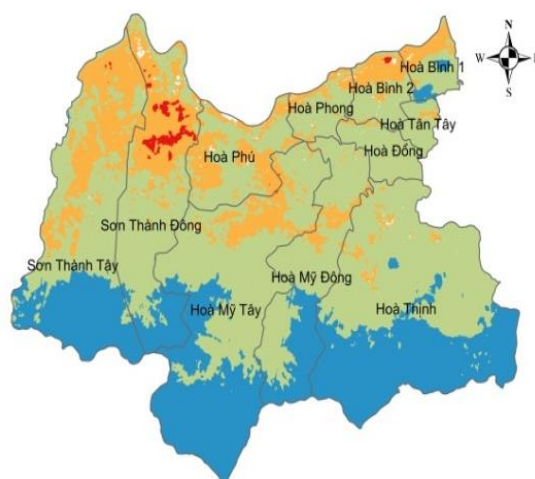 N
W
S
Hoà Bình 1
Hoà Bình 2
Hoà Phong
Hoà Tân Tây
Hoà Phú
Hoà Đồng
Sơn Thành Đông
Sơn Thành Tây
Hoà Mỹ Đông
Hoà Mỹ Tây
Hoà Thịnh